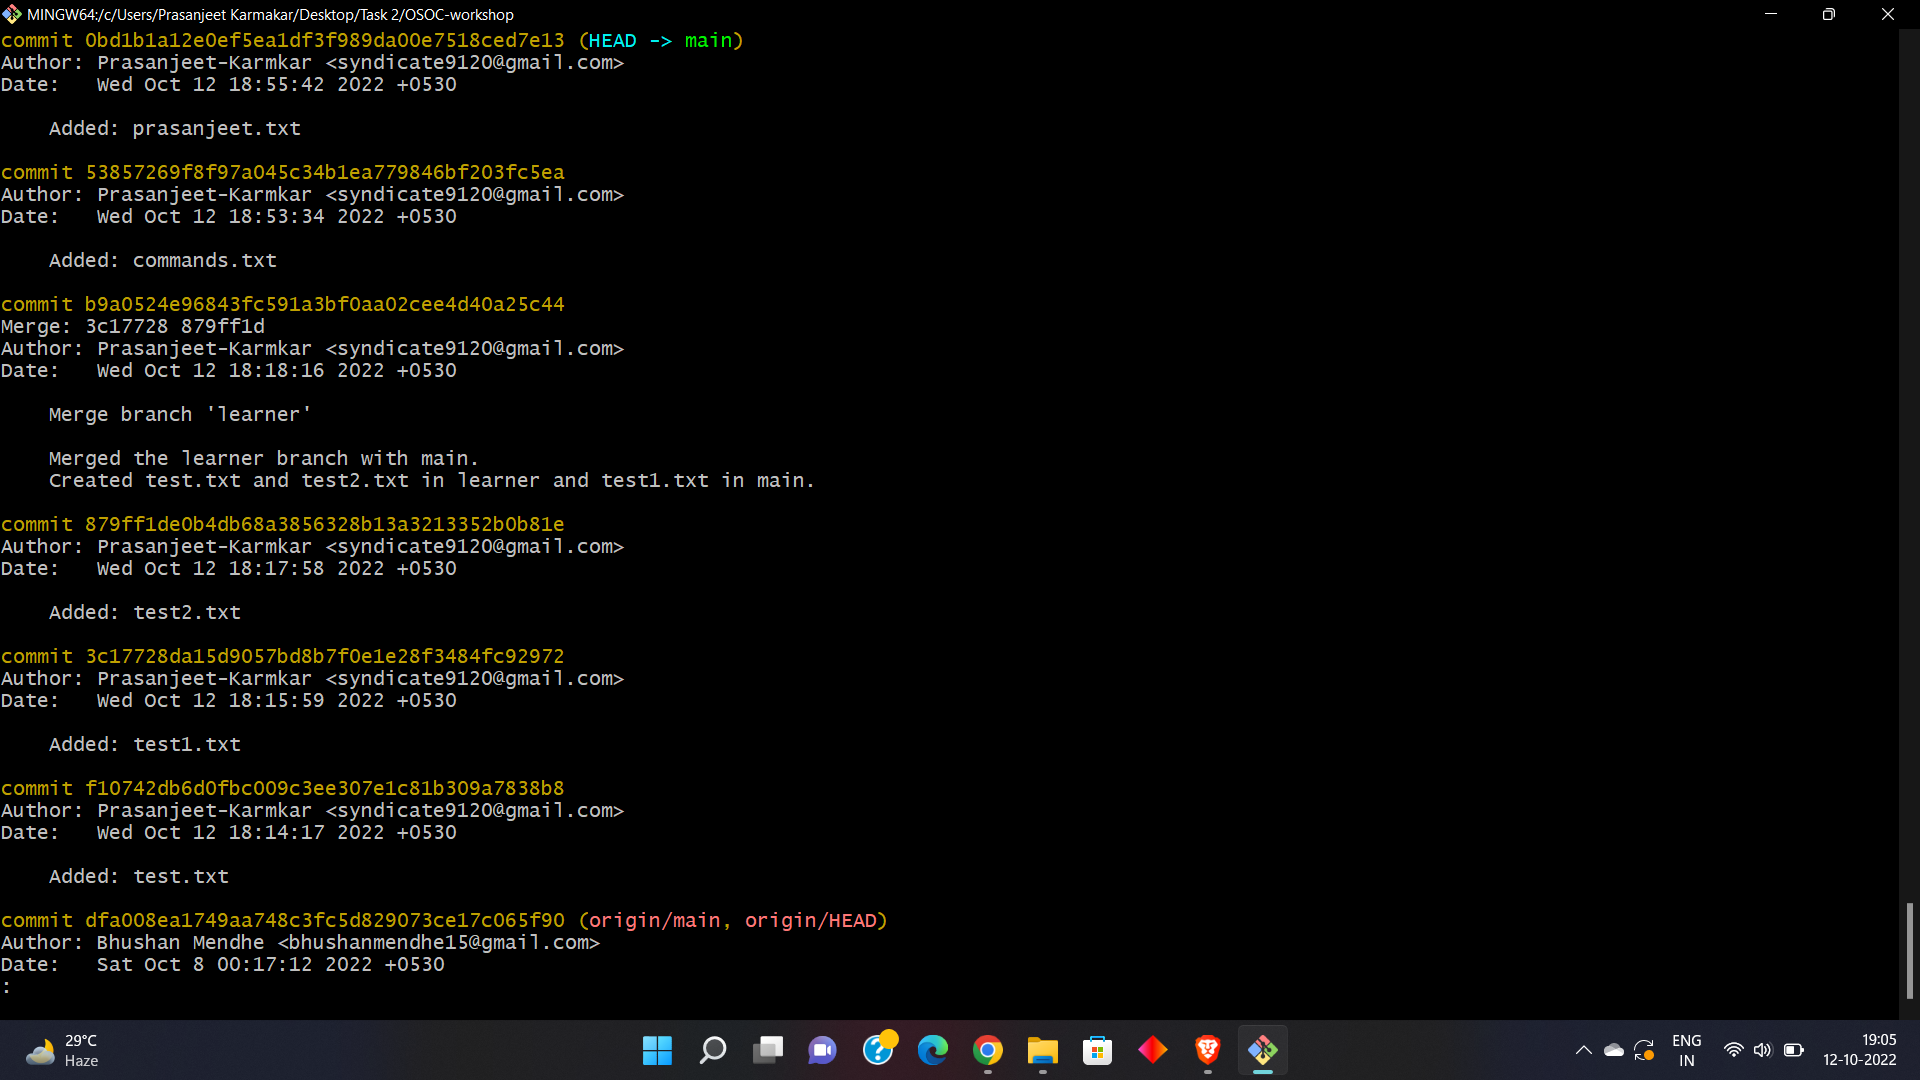 MINGW64:/c/Users/Prasanjeet Karmakar/Desktop/Task 2/OSOC-workshop
commit 0bd1b1a12e0ef5ea1df3f989da00e7518ced7e13 (HEAD -> main)
Author: Prasanjeet-Karmkar <syndicate9120@gmail.com>
Date:   Wed Oct 12 18:55:42 2022 +0530
    Added: prasanjeet.txt
commit 53857269f8f97a045c34b1ea779846bf203fc5ea
Author: Prasanjeet-Karmkar <syndicate9120@gmail.com>
Date:   Wed Oct 12 18:53:34 2022 +0530
    Added: commands.txt
commit b9a0524e96843fc591a3bf0aa02cee4d40a25c44
Merge: 3c17728 879ff1d
Author: Prasanjeet-Karmkar <syndicate9120@gmail.com>
Date:   Wed Oct 12 18:18:16 2022 +0530
    Merge branch 'learner'
    Merged the learner branch with main.
    Created test.txt and test2.txt in learner and test1.txt in main.
commit 879ff1de0b4db68a3856328b13a3213352b0b81e
Author: Prasanjeet-Karmkar <syndicate9120@gmail.com>
Date:   Wed Oct 12 18:17:58 2022 +0530
    Added: test2.txt
commit 3c17728da15d9057bd8b7f0e1e28f3484fc92972
Author: Prasanjeet-Karmkar <syndicate9120@gmail.com>
Date:   Wed Oct 12 18:15:59 2022 +0530
    Added: test1.txt
commit f10742db6d0fbc009c3ee307e1c81b309a7838b8
Author: Prasanjeet-Karmkar <syndicate9120@gmail.com>
Date:   Wed Oct 12 18:14:17 2022 +0530
    Added: test.txt
commit dfa008ea1749aa748c3fc5d829073ce17c065f90 (origin/main, origin/HEAD)
Author: Bhushan Mendhe <bhushanmendhe15@gmail.com>
Date:   Sat Oct 8 00:17:12 2022 +0530
:
29°C
Haze
ENG
IN
19:05
12-10-2022